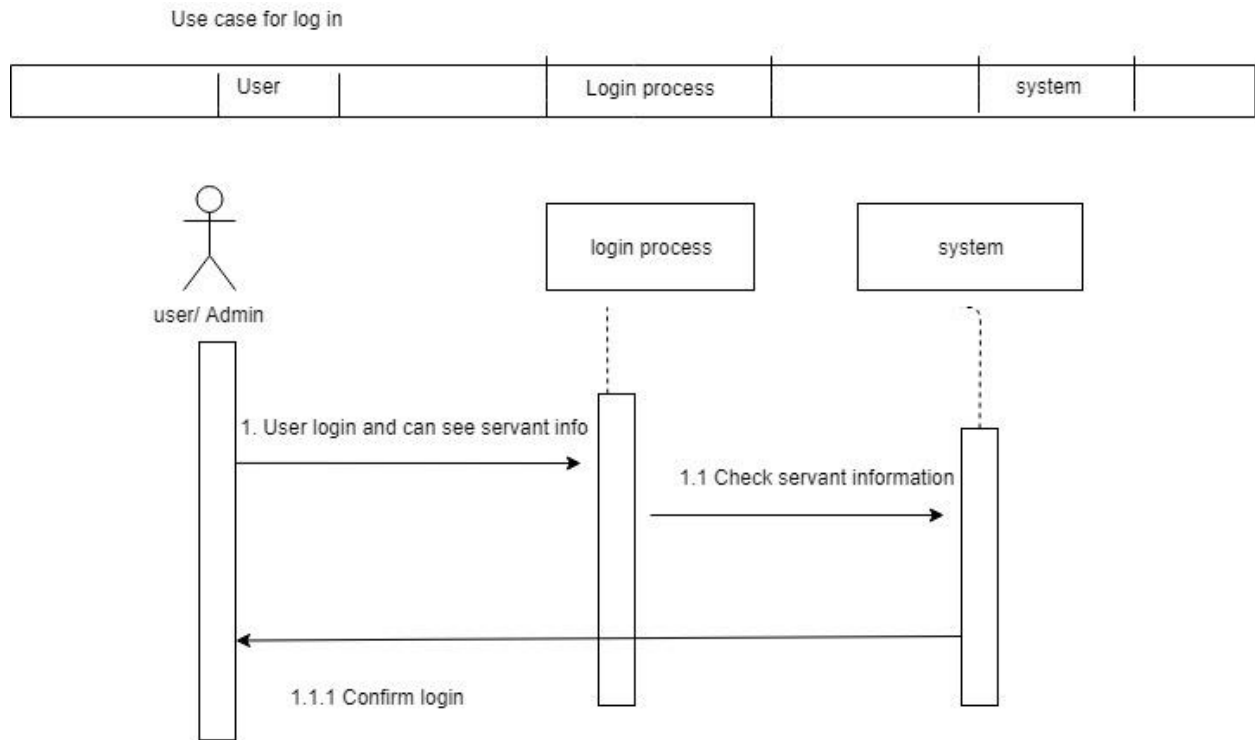 Use case for log in
User
Login process
system
login process
system
user/ Admin
1. User login and can see servant info
1.1 Check servant information
1.1.1 Confirm login